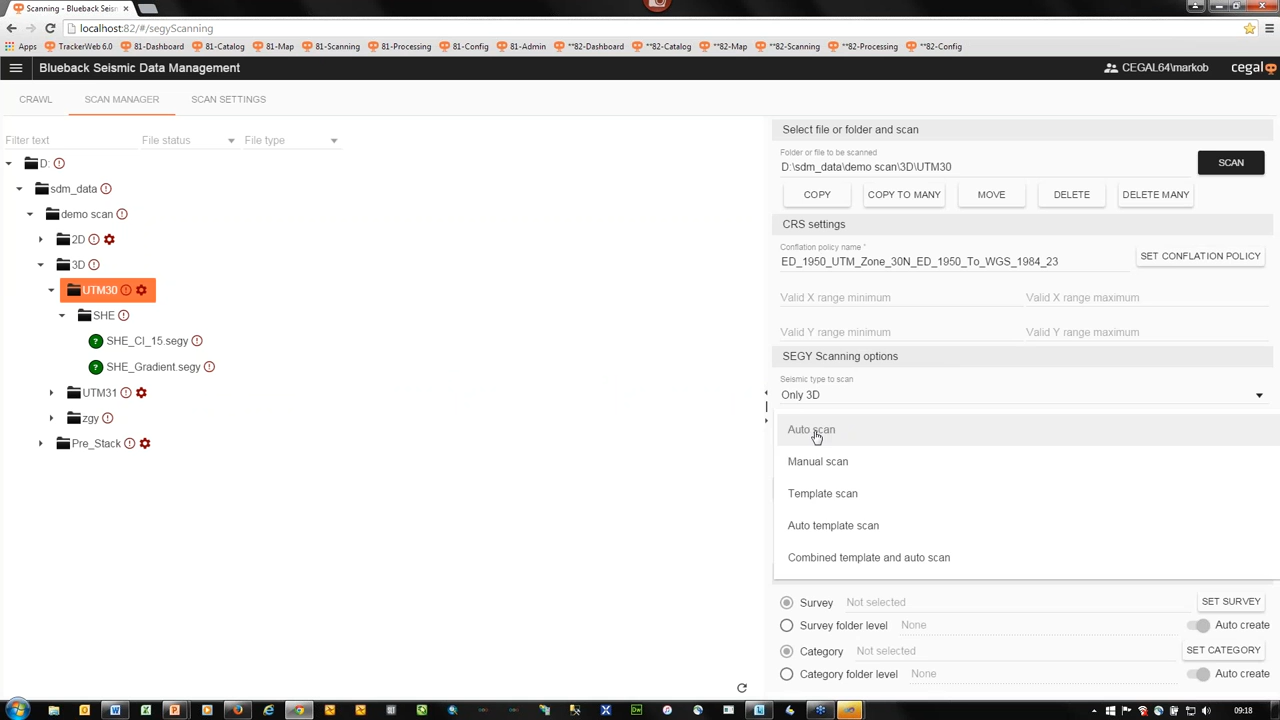 Scanning - Blueback Seis
localhost:82/#/segyScanning
Apps TrackerWeb 6.0 81-Dashboard 81-Catalog 81-Map 81-Scanning 81-Processing 81-Config 81-Admin **82-Dashboard **82-Catalog **82-Map **82-Scanning **82-Processing **82-Config
Blueback Seismic Data Management CEGAL64\markob cegal
CRAWL SCAN MANAGER SCAN SETTINGS
Filter text File status File type
D:
sdm_data
demo scan
2D
3D
UTM30
SHE
SHE_CI_15.segy
SHE_Gradient.segy
UTM31
zgy
Pre_Stack
Select file or folder and scan
Folder or file to be scanned
D:\sdm_data\demo scan\3D\UTM30
SCAN
COPY COPY TO MANY MOVE DELETE DELETE MANY
CRS settings
Conflation policy name *
ED_1950_UTM_Zone_30N_ED_1950_To_WGS_1984_23
SET CONFLATION POLICY
Valid X range minimum Valid X range maximum
Valid Y range minimum Valid Y range maximum
SEGY Scanning options
Seismic type to scan
Only 3D
Auto scan
Manual scan
Template scan
Auto template scan
Combined template and auto scan
Survey Not selected SET SURVEY
Survey folder level None Auto create
Category Not selected SET CATEGORY
Category folder level None Auto create
09:18